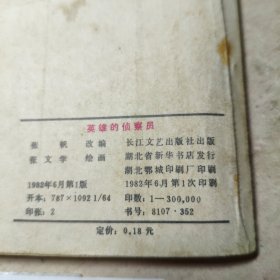 英雄的侦察员
张 帆 改编
张文学 绘画
长江文艺出版社出版
湖北省新华书店发行
湖北鄂城印刷厂印刷
1982年6月第1版
1982年6月第1次印刷
开本：787×1092 1/64
印数：1—300,000
印张：2
书号：8107·352
定价：0.18元